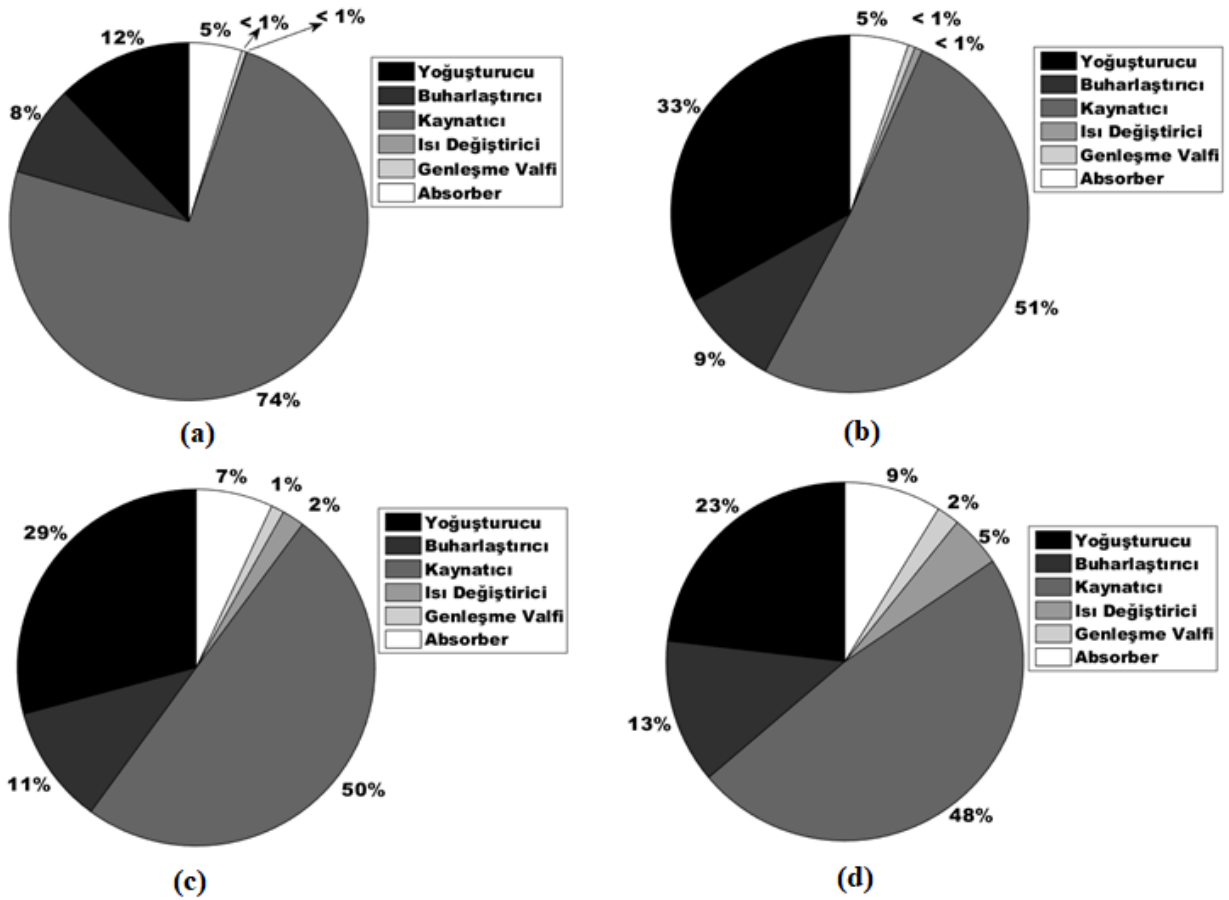 12%
5%
< 1%
< 1%
8%
74%
Yoğuşturucu
Buharlaştırıcı
Kaynatıcı
Isı Değiştirici
Genleşme Valfi
Absorber
(a)
5%
< 1%
< 1%
33%
9%
51%
Yoğuşturucu
Buharlaştırıcı
Kaynatıcı
Isı Değiştirici
Genleşme Valfi
Absorber
(b)
7%
1%
2%
29%
11%
50%
Yoğuşturucu
Buharlaştırıcı
Kaynatıcı
Isı Değiştirici
Genleşme Valfi
Absorber
(c)
9%
2%
5%
23%
13%
48%
Yoğuşturucu
Buharlaştırıcı
Kaynatıcı
Isı Değiştirici
Genleşme Valfi
Absorber
(d)